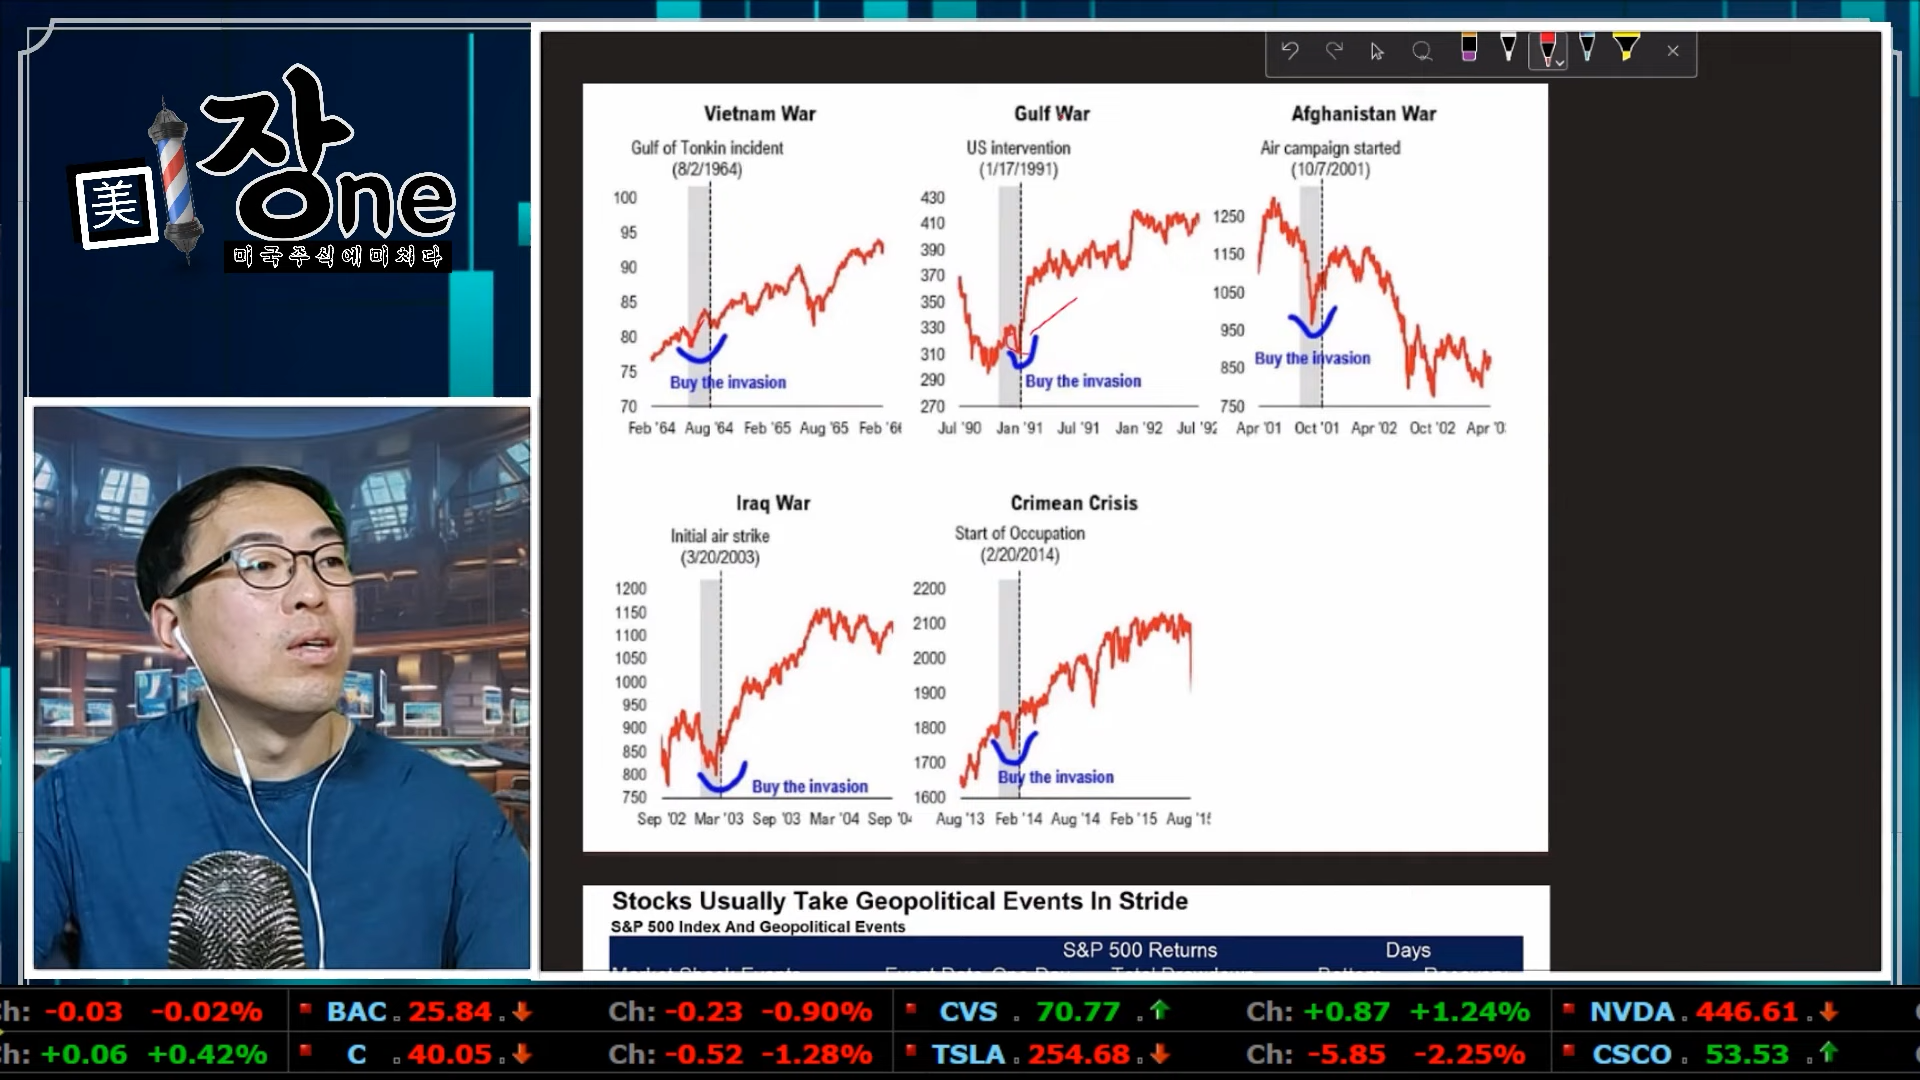 美
장one
미국주식에미치다
Vietnam War
Gulf of Tonkin incident
(8/2/1964)
100
95
90
85
80
75
70
Buy the invasion
Feb '64 Aug '64 Feb '65 Aug '65 Feb '66
Gulf War
US intervention
(1/17/1991)
430
410
390
370
350
330
310
290
270
Buy the invasion
Jul '90 Jan '91 Jul '91 Jan '92 Jul '92
Afghanistan War
Air campaign started
(10/7/2001)
1250
1150
1050
950
850
750
Buy the invasion
Apr '01 Oct '01 Apr '02 Oct '02 Apr '0
Iraq War
Initial air strike
(3/20/2003)
1200
1150
1100
1050
1000
950
900
850
800
750
Buy the invasion
Sep '02 Mar '03 Sep '03 Mar '04 Sep '04
Crimean Crisis
Start of Occupation
(2/20/2014)
2200
2100
2000
1900
1800
1700
1600
Buy the invasion
Aug '13 Feb '14 Aug '14 Feb '15 Aug '15
Stocks Usually Take Geopolitical Events In Stride
S&P 500 Index And Geopolitical Events
S&P 500 Returns Days
h: -0.03 -0.02% BAC 25.84 Ch: -0.23 -0.90% CVS 70.77 Ch: +0.87 +1.24% NVDA 446.61
h: +0.06 +0.42% C 40.05 Ch: -0.52 -1.28% TSLA 254.68 Ch: -5.85 -2.25% CSCO 53.53